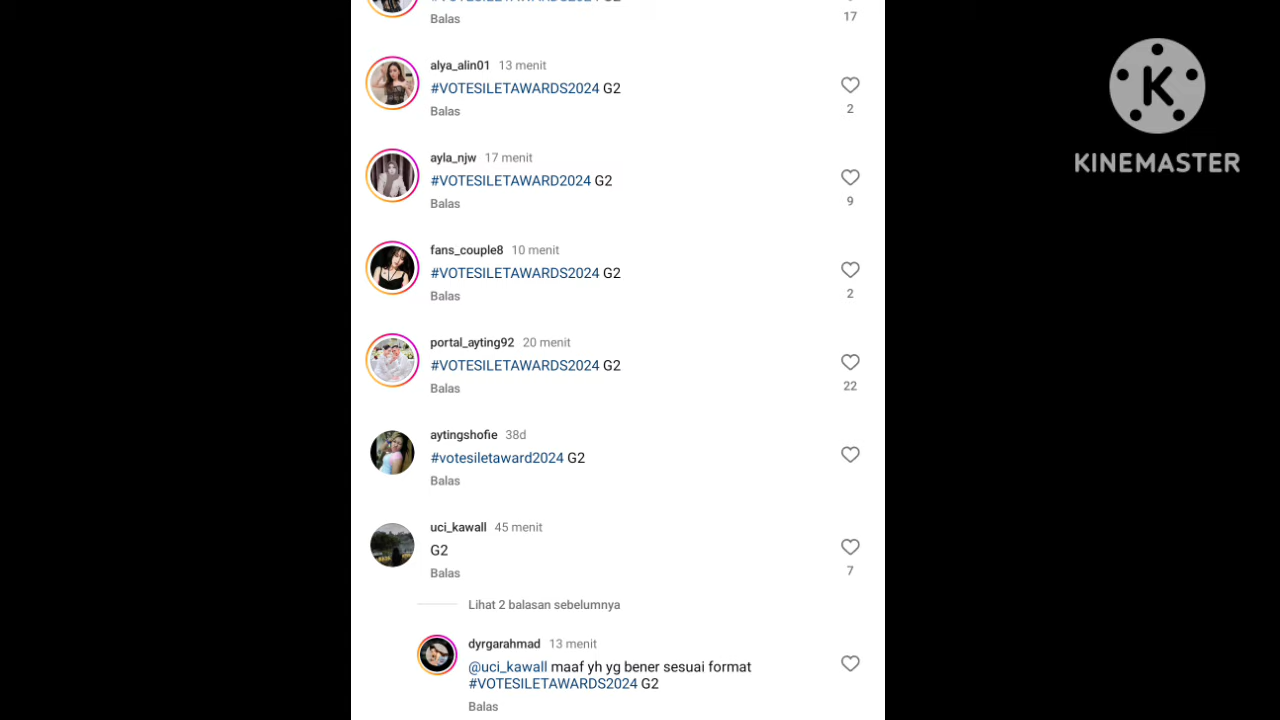 17
Balas
alya_alin01 13 menit
#VOTESILETAWARDS2024 G2
2
Balas
ayla_njw 17 menit
#VOTESILETAWARD2024 G2
9
Balas
fans_couple8 10 menit
#VOTESILETAWARDS2024 G2
2
Balas
portal_ayting92 20 menit
#VOTESILETAWARDS2024 G2
22
Balas
aytingshofie 38d
#votesiletaward2024 G2
Balas
uci_kawall 45 menit
G2
7
Balas
Lihat 2 balasan sebelumnya
dyrgarahmad 13 menit
@uci_kawall maaf yh yg bener sesuai format
#VOTESILETAWARDS2024 G2
Balas
K
KINEMASTER